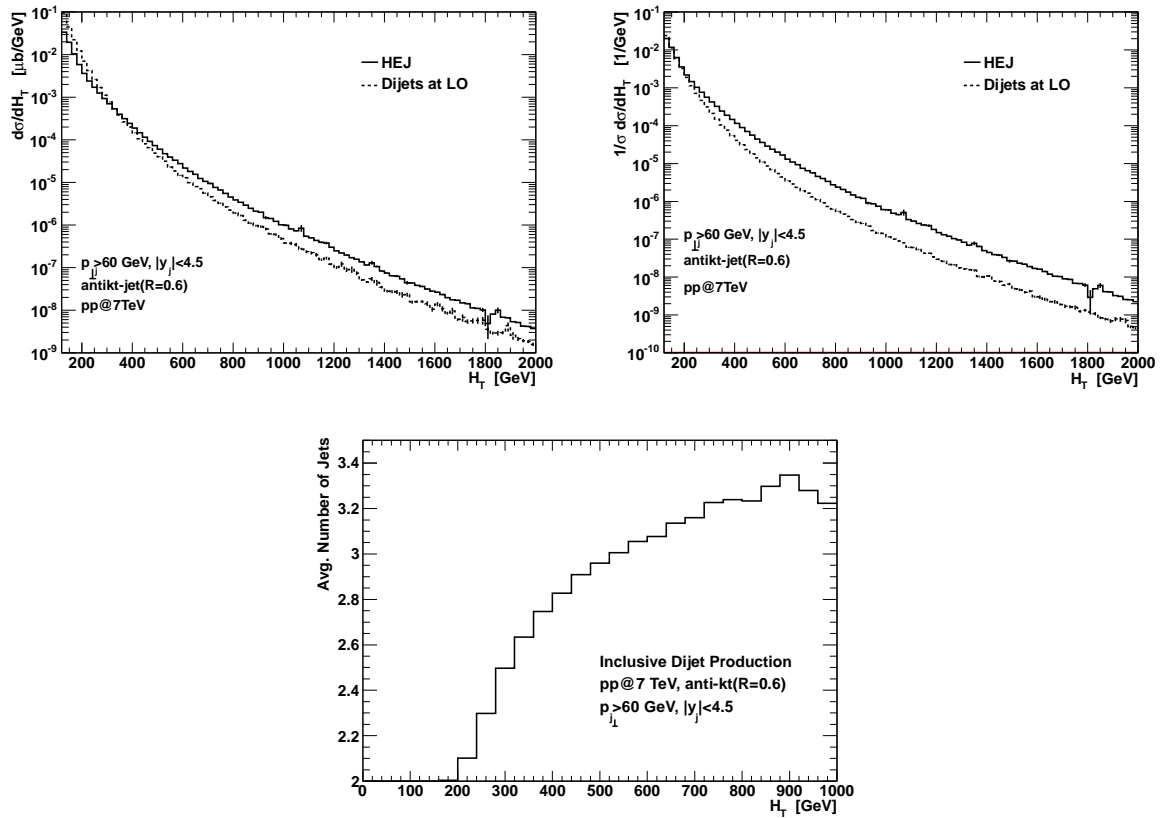 dσ/dH_T [μb/GeV]
10^-1
10^-2
10^-3
10^-4
10^-5
10^-6
10^-7
10^-8
10^-9
HEJ
Dijets at LO
p_j⊥>60 GeV, |y_j|<4.5
antikt-jet(R=0.6)
pp@7TeV
200 400 600 800 1000 1200 1400 1600 1800 2000
H_T [GeV]
1/σ dσ/dH_T [1/GeV]
10^-1
10^-2
10^-3
10^-4
10^-5
10^-6
10^-7
10^-8
10^-9
10^-10
HEJ
Dijets at LO
p_j⊥>60 GeV, |y_j|<4.5
antikt-jet(R=0.6)
pp@7TeV
200 400 600 800 1000 1200 1400 1600 1800 2000
H_T [GeV]
Avg. Number of Jets
3.4
3.2
3
2.8
2.6
2.4
2.2
2
Inclusive Dijet Production
pp@7 TeV, anti-kt(R=0.6)
p_j⊥>60 GeV, |y_j|<4.5
0 100 200 300 400 500 600 700 800 900 1000
H_T [GeV]